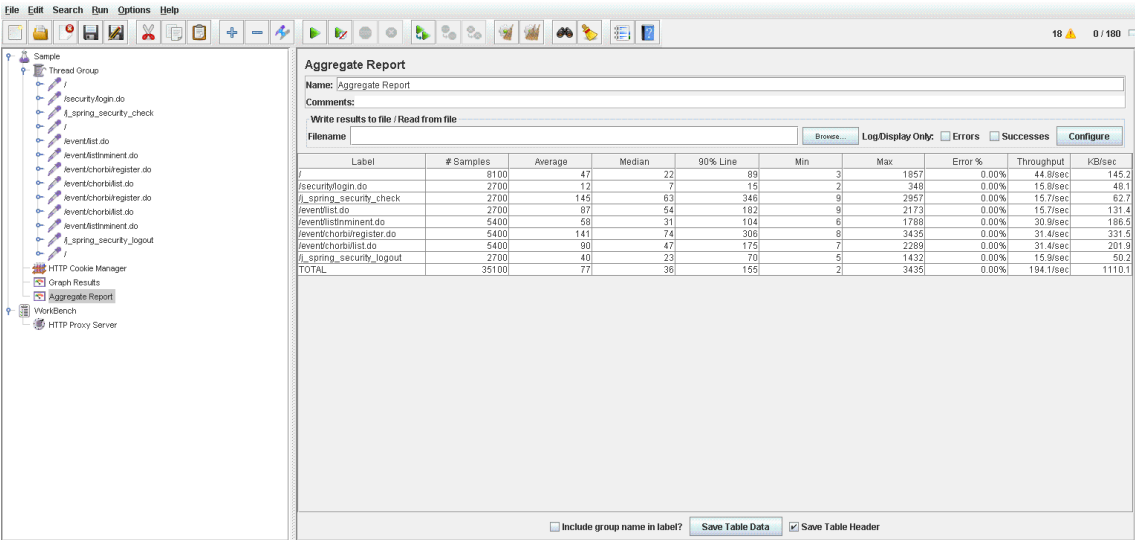 File Edit Search Run Options Help
18 0 / 180
Sample
Thread Group
/
/security/login.do
/j_spring_security_check
/
/event/list.do
/event/listInminent.do
/event/chorbi/register.do
/event/chorbi/list.do
/event/chorbi/register.do
/event/chorbi/list.do
/event/listInminent.do
/j_spring_security_logout
/
HTTP Cookie Manager
Graph Results
Aggregate Report
WorkBench
HTTP Proxy Server
Aggregate Report
Name: Aggregate Report
Comments:
Write results to file / Read from file
Filename Browse... Log/Display Only: Errors Successes Configure
Label # Samples Average Median 90% Line Min Max Error % Throughput KB/sec
/ 8100 47 22 89 3 1857 0.00% 44.8/sec 145.2
/security/login.do 2700 12 7 15 2 348 0.00% 15.8/sec 48.1
/j_spring_security_check 2700 145 63 346 9 2957 0.00% 15.7/sec 62.7
/event/list.do 2700 87 54 182 9 2173 0.00% 15.7/sec 131.4
/event/listInminent.do 5400 58 31 104 6 1788 0.00% 30.9/sec 186.5
/event/chorbi/register.do 5400 141 74 306 8 3435 0.00% 31.4/sec 331.5
/event/chorbi/list.do 5400 90 47 175 7 2289 0.00% 31.4/sec 201.9
/j_spring_security_logout 2700 40 23 70 5 1432 0.00% 15.9/sec 50.2
TOTAL 35100 77 36 155 2 3435 0.00% 194.1/sec 1110.1
Include group name in label? Save Table Data Save Table Header